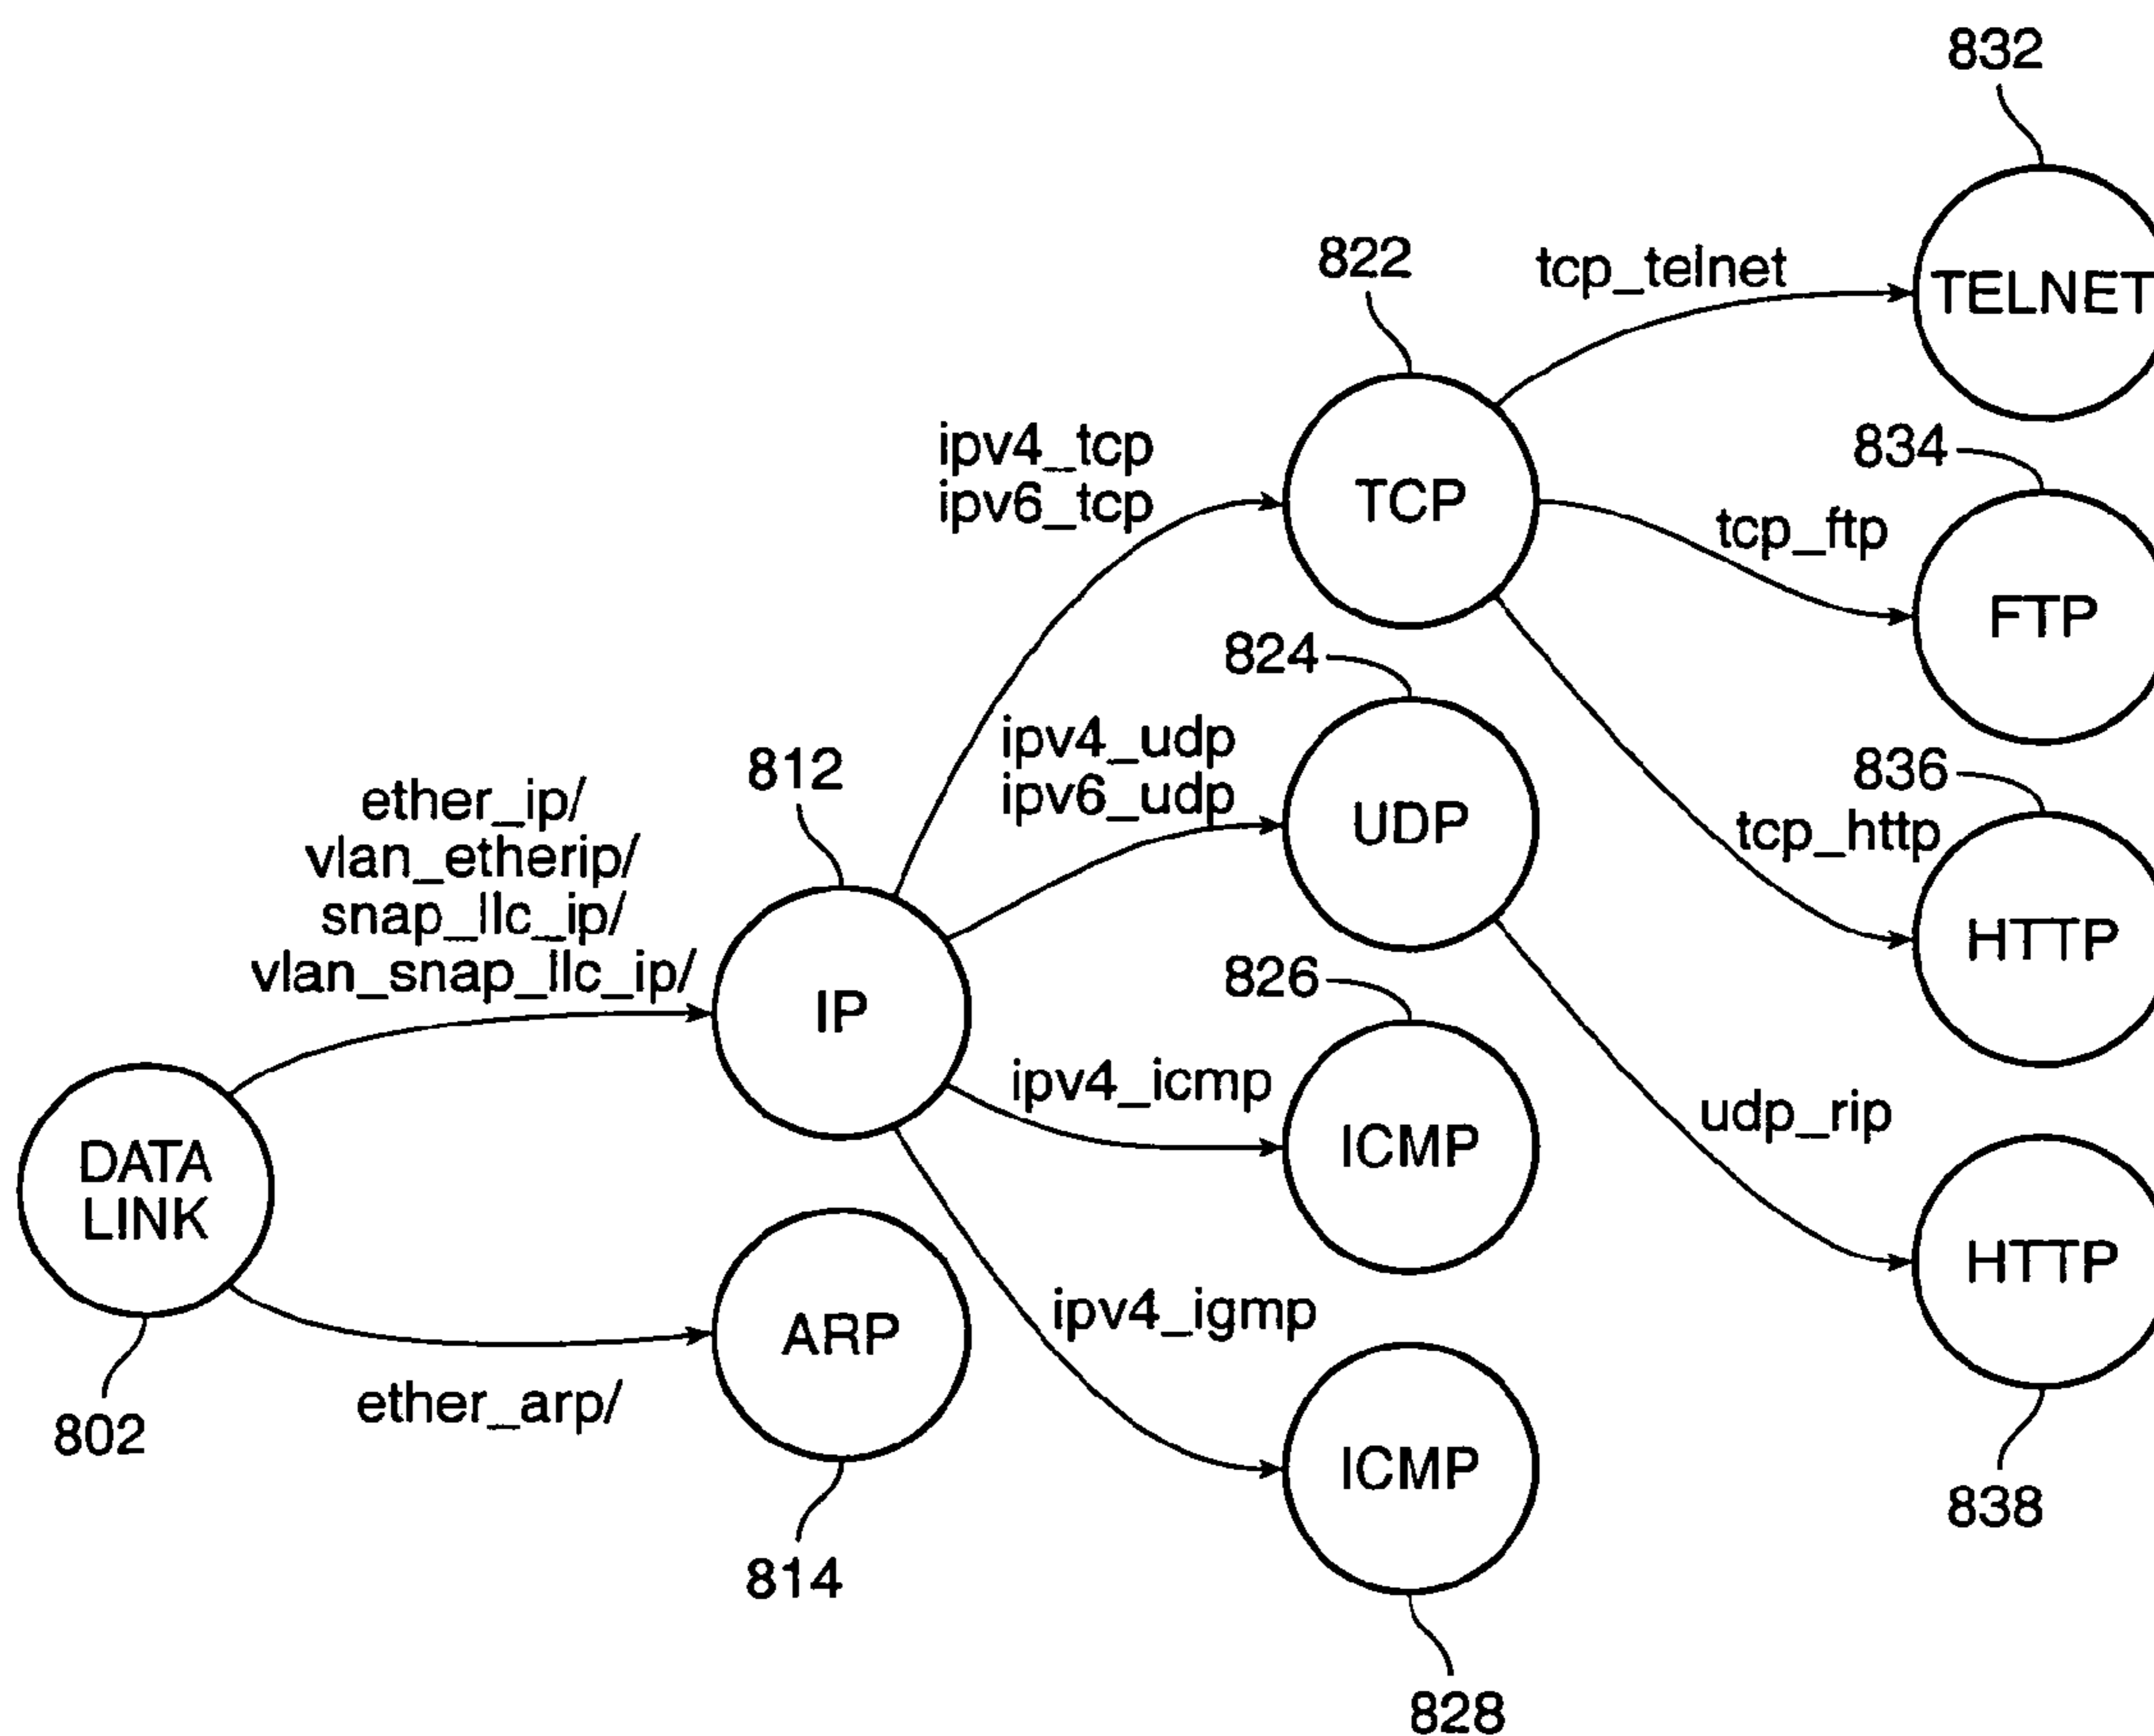 832
822
tcp_telnet
TELNET
ipv4_tcp
ipv6_tcp
TCP
834
tcp_ftp
FTP
824
812
ipv4_udp
ipv6_udp
UDP
836
tcp_http
HTTP
ether_ip/
vlan_etherip/
snap_llc_ip/
vlan_snap_llc_ip/
IP
826
ipv4_icmp
ICMP
udp_rip
HTTP
838
DATA
LINK
802
ARP
ether_arp/
814
ipv4_igmp
ICMP
828